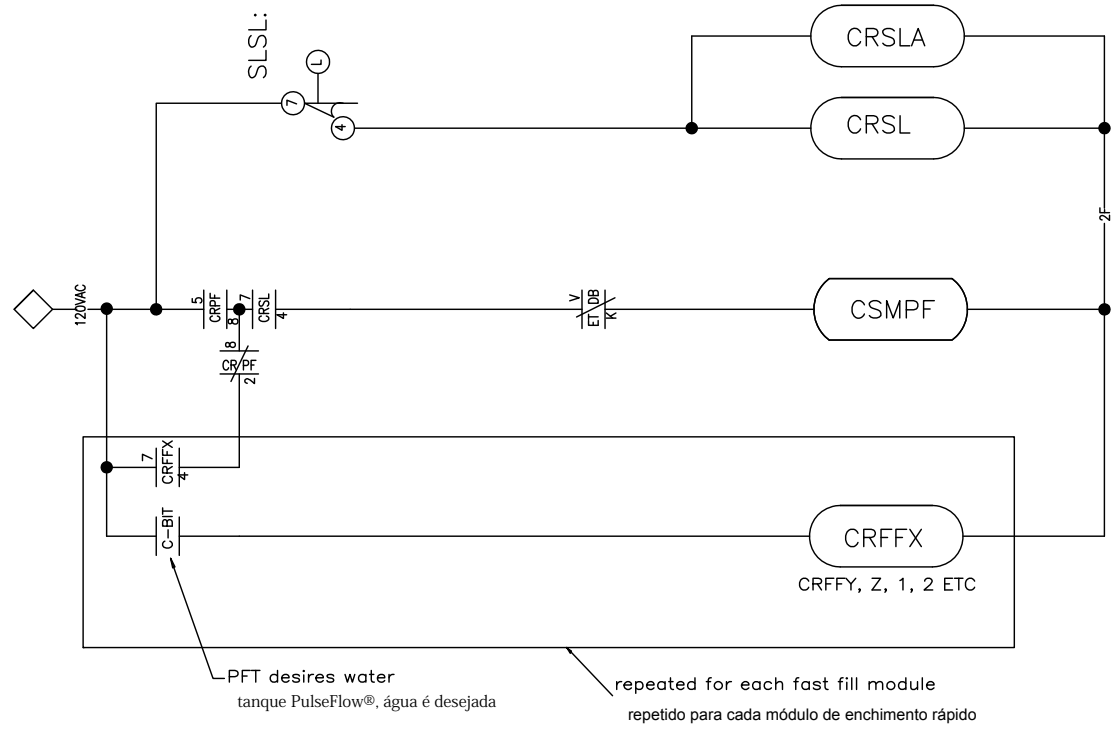 SLSL:
L
7
4
CRSLA
CRSL
2F
120VAC
5
CRPF
8
7
CRSL
4
V
DB
ET
K
CSMPF
8
CRPF
2
7
CRFFX
4
C-BIT
CRFFX
CRFFY, Z, 1, 2 ETC
PFT desires water
tanque PulseFlow®, água é desejada
repeated for each fast fill module
repetido para cada módulo de enchimento rápido